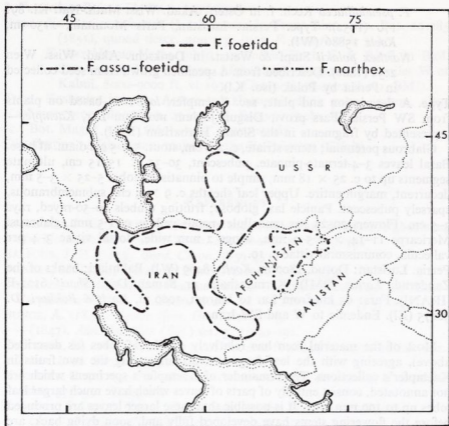 45 60 75
F. foetida
F. assa-foetida F. narthex
45
U S S R
IRAN
AFGHANISTAN
PAKISTAN
30